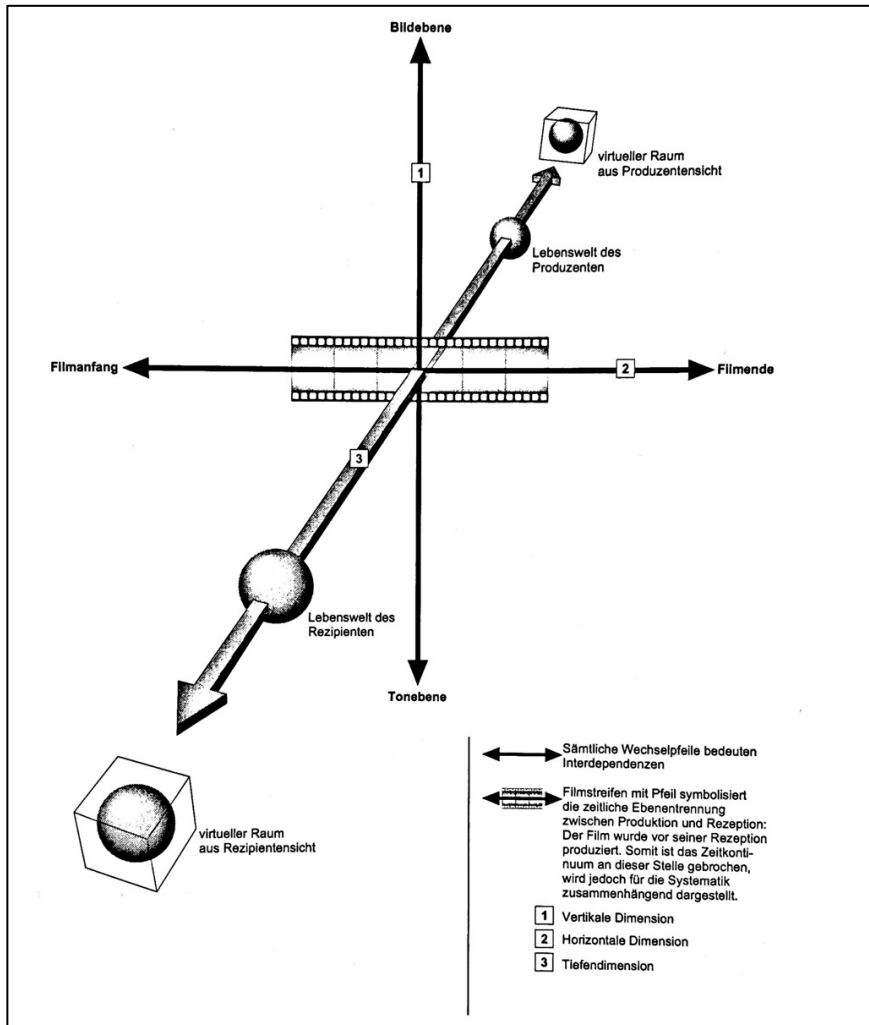 Bildebene
1
virtueller Raum
aus Produzentensicht
Lebenswelt des
Produzenten
Filmanfang
2
Filmende
3
Lebenswelt des
Rezipienten
Tonebene
virtueller Raum
aus Rezipientensicht
Sämtliche Wechselpfeile bedeuten
Interdependenzen
Filmstreifen mit Pfeil symbolisiert
die zeitliche Ebenentrennung
zwischen Produktion und Rezeption:
Der Film wurde vor seiner Rezeption
produziert. Somit ist das Zeitkonti-
nuum an dieser Stelle gebrochen,
wird jedoch für die Systematik
zusammenhängend dargestellt.
1 Vertikale Dimension
2 Horizontale Dimension
3 Tiefendimension